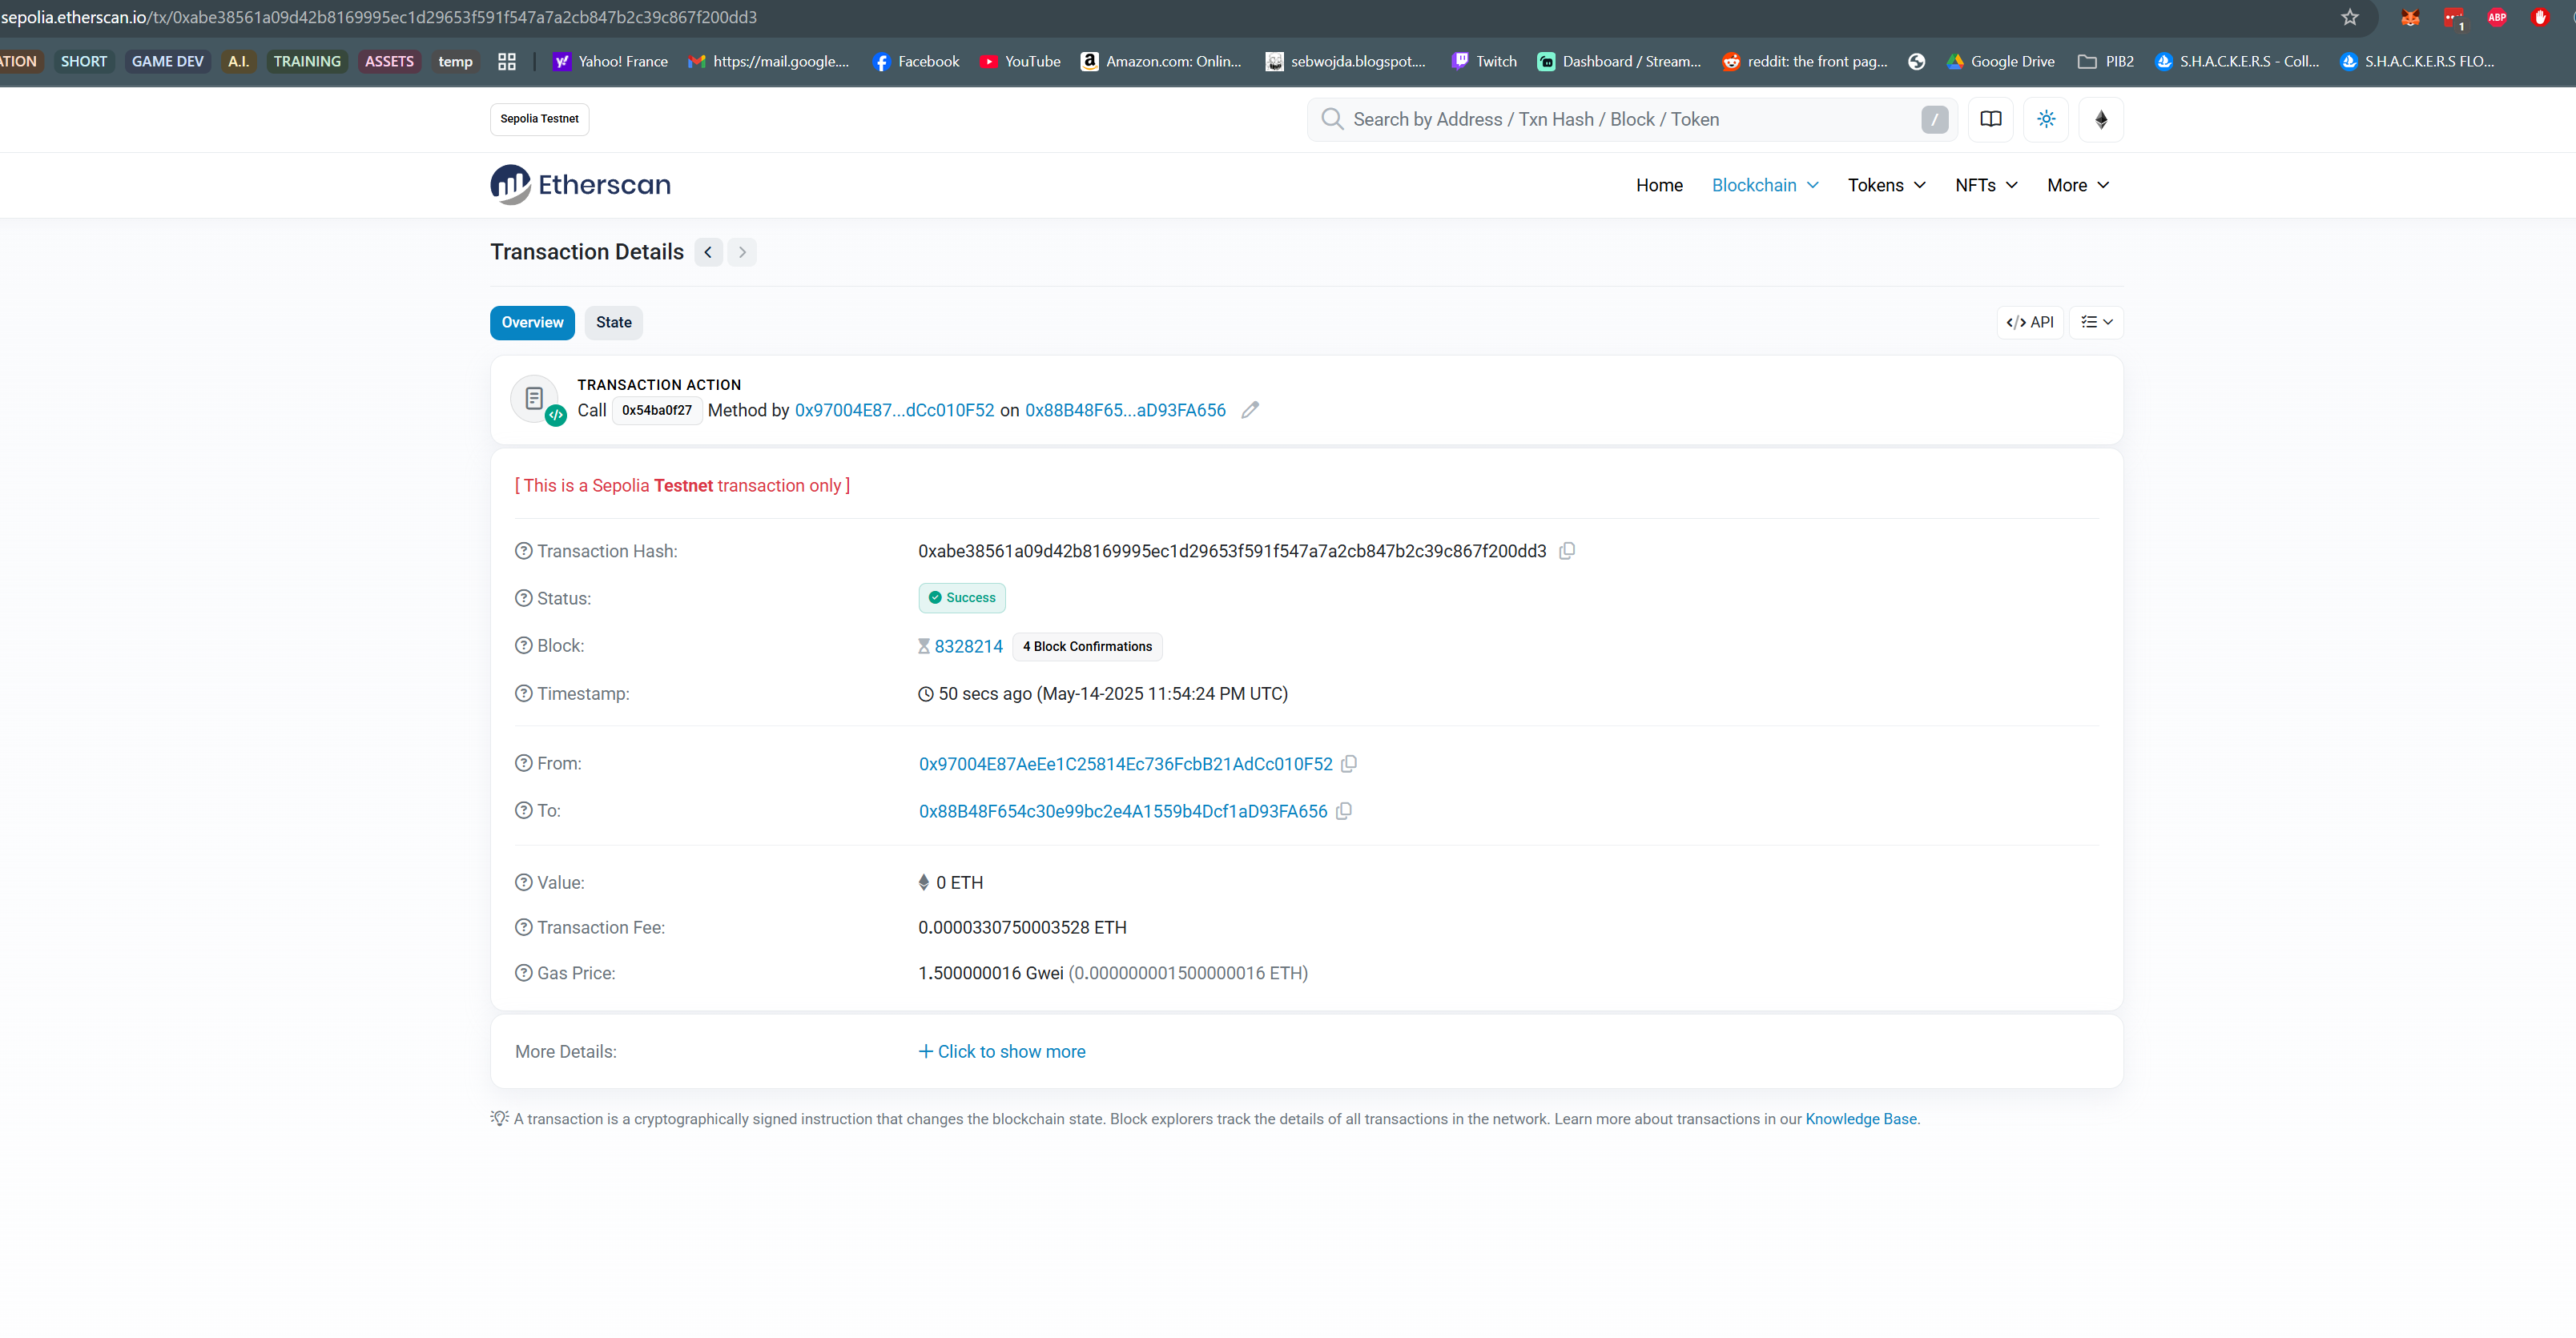 sepolia.etherscan.io/tx/0xabe38561a09d42b8169995ec1d29653f591f547a7a2cb847b2c39c867f200dd3
1 ABP
ATION SHORT GAME DEV A.I. TRAINING ASSETS temp Yahoo! France https://mail.google.... Facebook YouTube Amazon.com: Onlin... sebwojda.blogspot.... Twitch Dashboard / Stream... reddit: the front pag... Google Drive PIB2 S.H.A.C.K.E.R.S - Coll... S.H.A.C.K.E.R.S FLO...
Sepolia Testnet
Search by Address / Txn Hash / Block / Token /
Etherscan
Home Blockchain Tokens NFTs More
Transaction Details
Overview State
API
TRANSACTION ACTION
Call 0x54ba0f27 Method by 0x97004E87...dCc010F52 on 0x88B48F65...aD93FA656
[ This is a Sepolia Testnet transaction only ]
Transaction Hash: 0xabe38561a09d42b8169995ec1d29653f591f547a7a2cb847b2c39c867f200dd3
Status: Success
Block: 8328214 4 Block Confirmations
Timestamp: 50 secs ago (May-14-2025 11:54:24 PM UTC)
From: 0x97004E87AeEe1C25814Ec736FcbB21AdCc010F52
To: 0x88B48F654c30e99bc2e4A1559b4Dcf1aD93FA656
Value: 0 ETH
Transaction Fee: 0.0000330750003528 ETH
Gas Price: 1.500000016 Gwei (0.000000001500000016 ETH)
More Details: + Click to show more
A transaction is a cryptographically signed instruction that changes the blockchain state. Block explorers track the details of all transactions in the network. Learn more about transactions in our Knowledge Base.